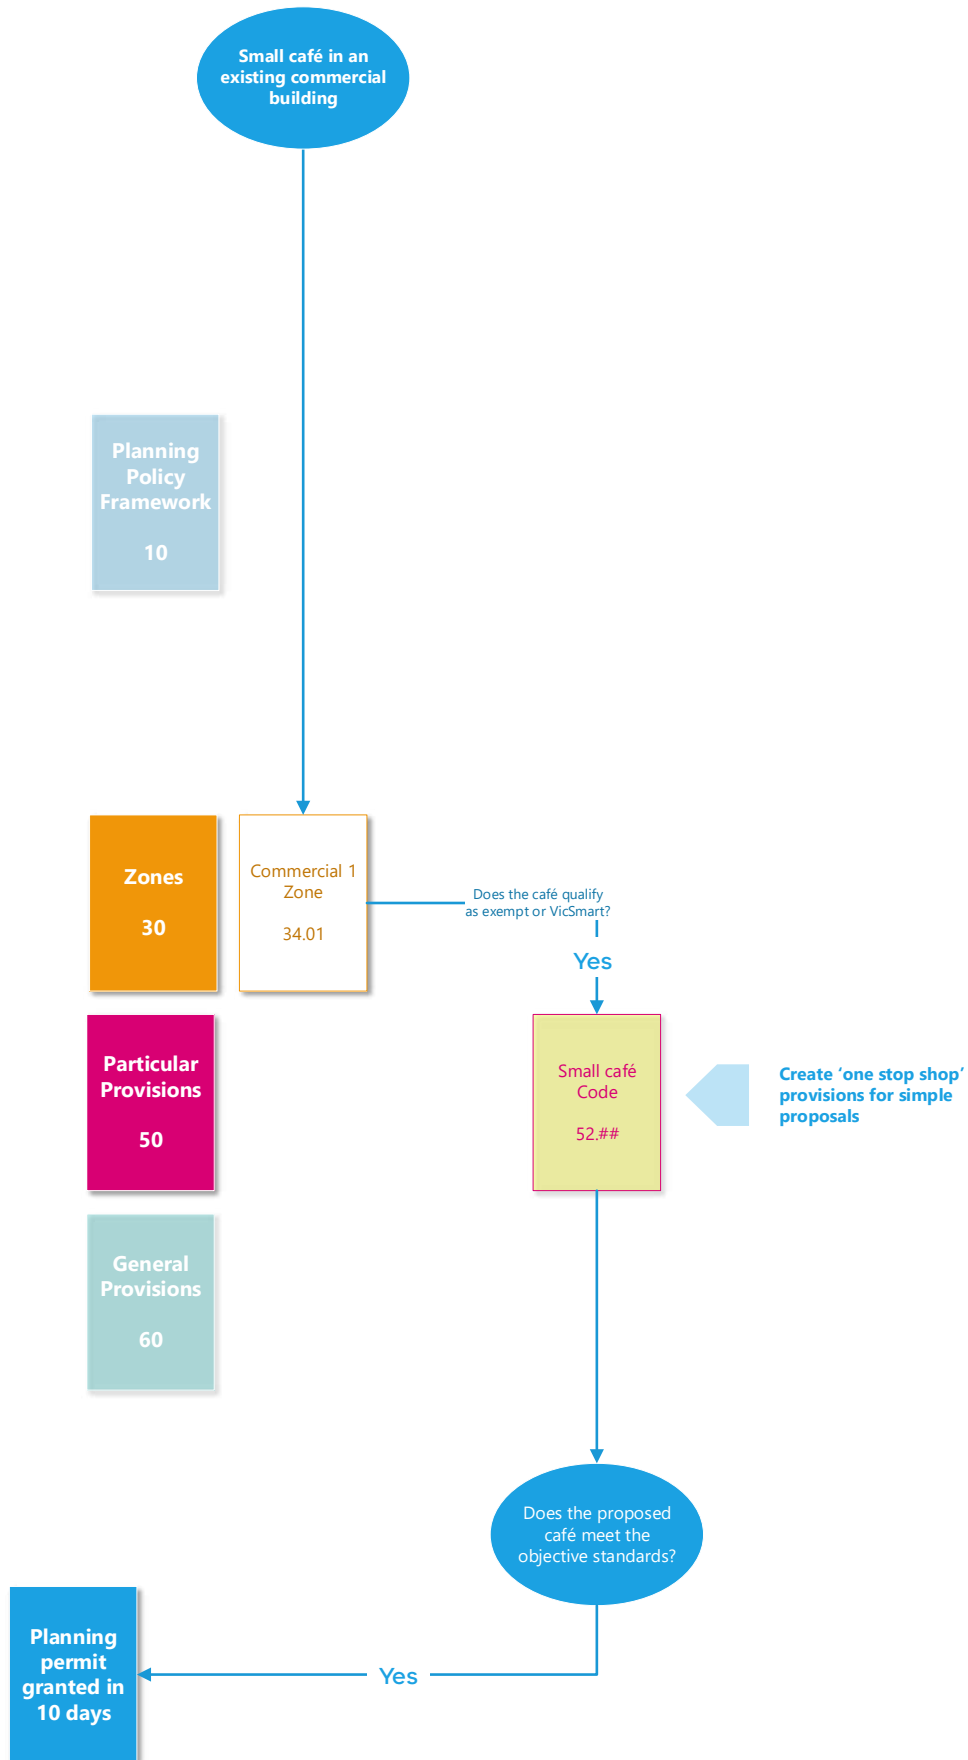 Small café in an
existing commercial
building
Planning
Policy
Framework
10
Zones
30
Commercial 1
Zone
34.01
Does the café qualify
as exempt or VicSmart?
Yes
Particular
Provisions
50
Small café
Code
52.##
Create ‘one stop shop’
provisions for simple
proposals
General
Provisions
60
Does the proposed
café meet the
objective standards?
Yes
Planning
permit
granted in
10 days